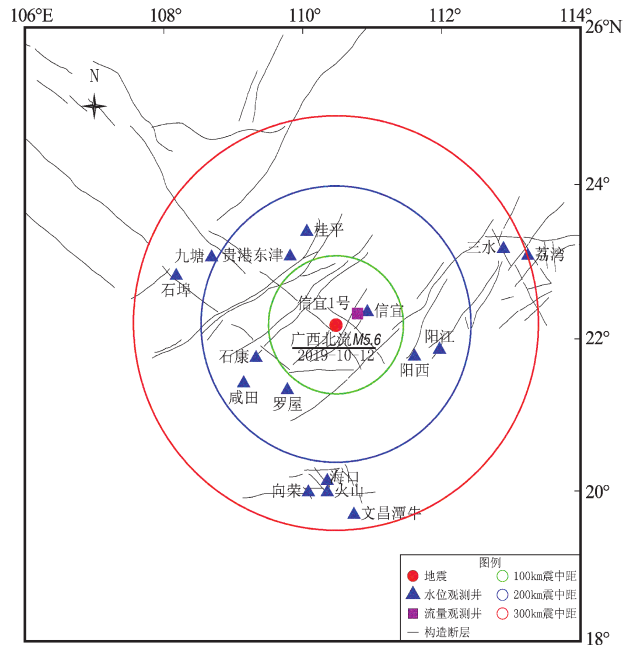 106°E 108° 110° 112° 114°
26°N
N
24°
桂平
三水 荔湾
九塘 贵港东津
石埠
信宜1号 信宜
22°
广西北流M5.6
2019-10-12
阳江
石康 阳西
咸田 罗屋
海口
20°
向荣 火山
文昌潭牛
18°
图例
地震 100km震中距
水位观测井 200km震中距
流量观测井 300km震中距
构造断层